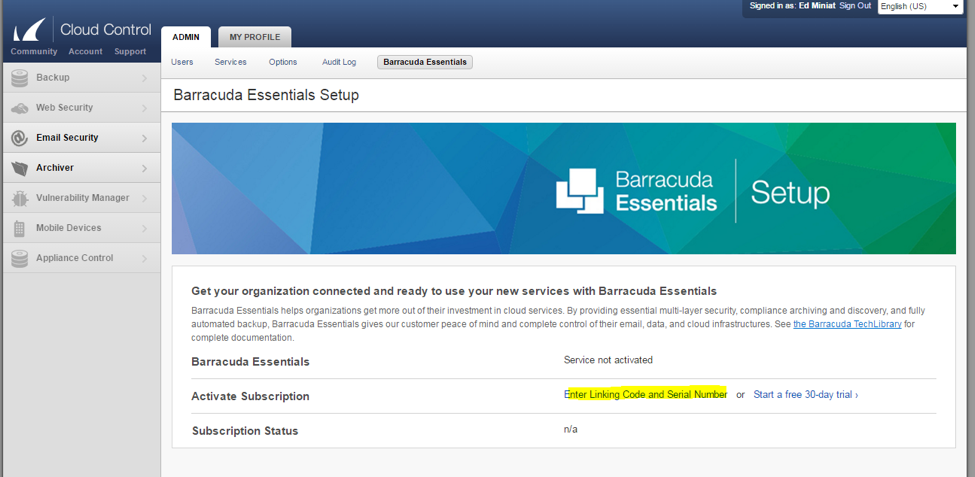 Signed in as: Ed Miniat Sign Out English (US)
Cloud Control
Community Account Support
ADMIN MY PROFILE
Users Services Options Audit Log Barracuda Essentials
Backup
Web Security
Email Security
Archiver
Vulnerability Manager
Mobile Devices
Appliance Control
Barracuda Essentials Setup
Barracuda
Essentials
Setup
Get your organization connected and ready to use your new services with Barracuda Essentials
Barracuda Essentials helps organizations get more out of their investment in cloud services. By providing essential multi-layer security, compliance archiving and discovery, and fully
automated backup, Barracuda Essentials gives our customer peace of mind and complete control of their email, data, and cloud infrastructures. See the Barracuda TechLibrary for
complete documentation.
Barracuda Essentials Service not activated
Activate Subscription Enter Linking Code and Serial Number or Start a free 30-day trial ›
Subscription Status n/a